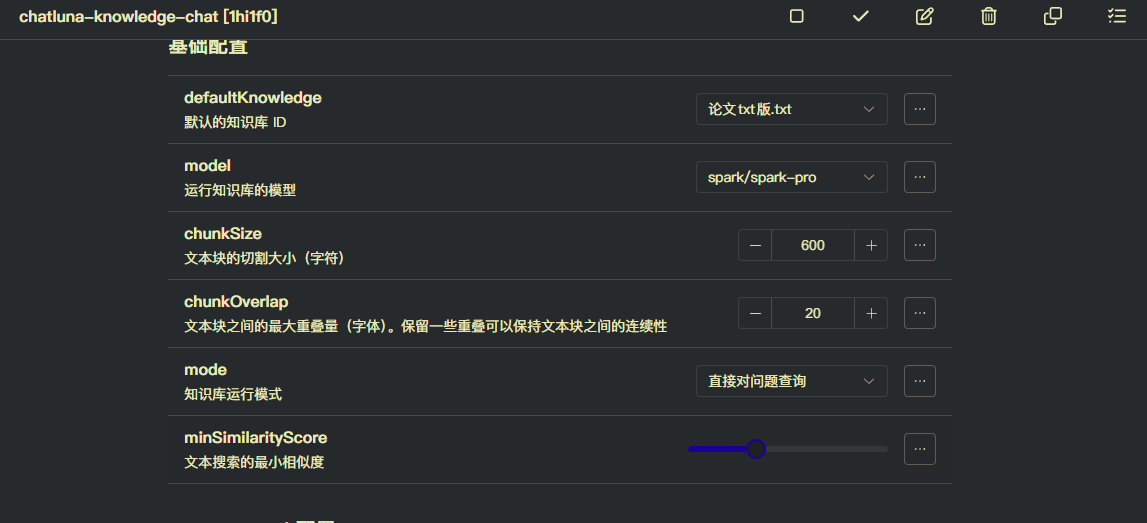 chatluna-knowledge-chat [1hi1f0]
基础配置
defaultKnowledge
默认的知识库 ID
论文txt版.txt
model
运行知识库的模型
spark/spark-pro
chunkSize
文本块的切割大小（字符）
600
chunkOverlap
文本块之间的最大重叠量（字体）。保留一些重叠可以保持文本块之间的连续性
20
mode
知识库运行模式
直接对问题查询
minSimilarityScore
文本搜索的最小相似度